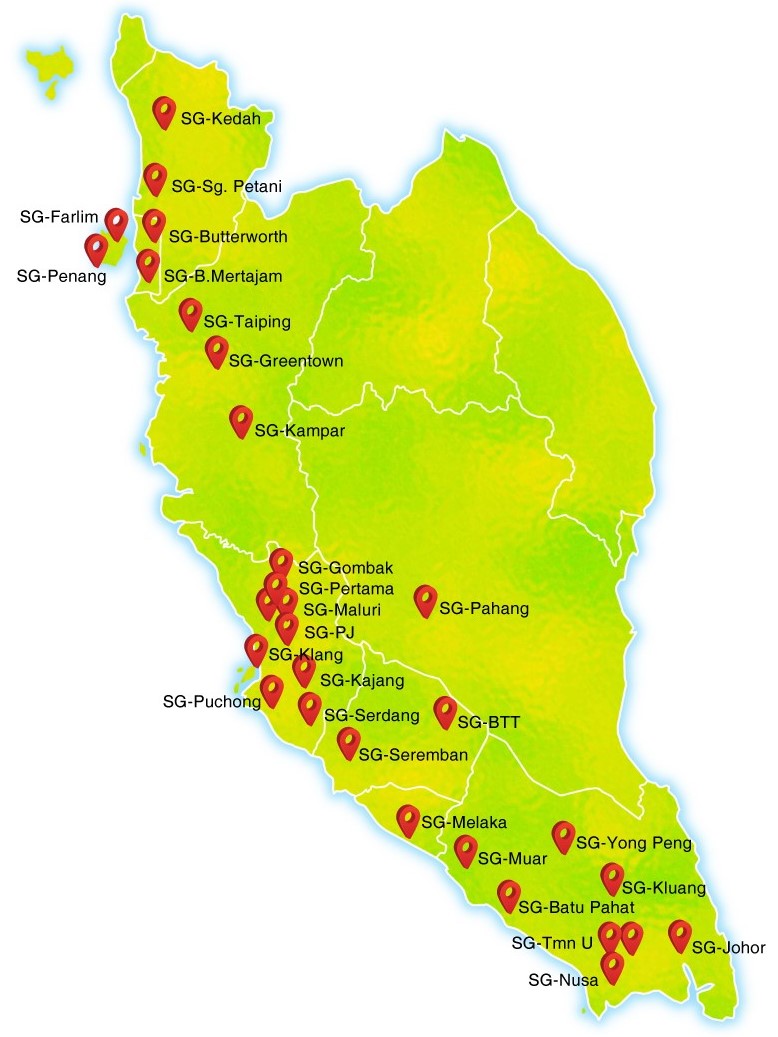 SG-Kedah
SG-Sg. Petani
SG-Farlim
SG-Butterworth
SG-Penang
SG-B.Mertajam
SG-Taiping
SG-Greentown
SG-Kampar
SG-Gombak
SG-Pertama
SG-Maluri
SG-Pahang
SG-PJ
SG-Klang
SG-Kajang
SG-Puchong
SG-Serdang
SG-BTT
SG-Seremban
SG-Melaka
SG-Yong Peng
SG-Muar
SG-Kluang
SG-Batu Pahat
SG-Tmn U
SG-Johor
SG-Nusa